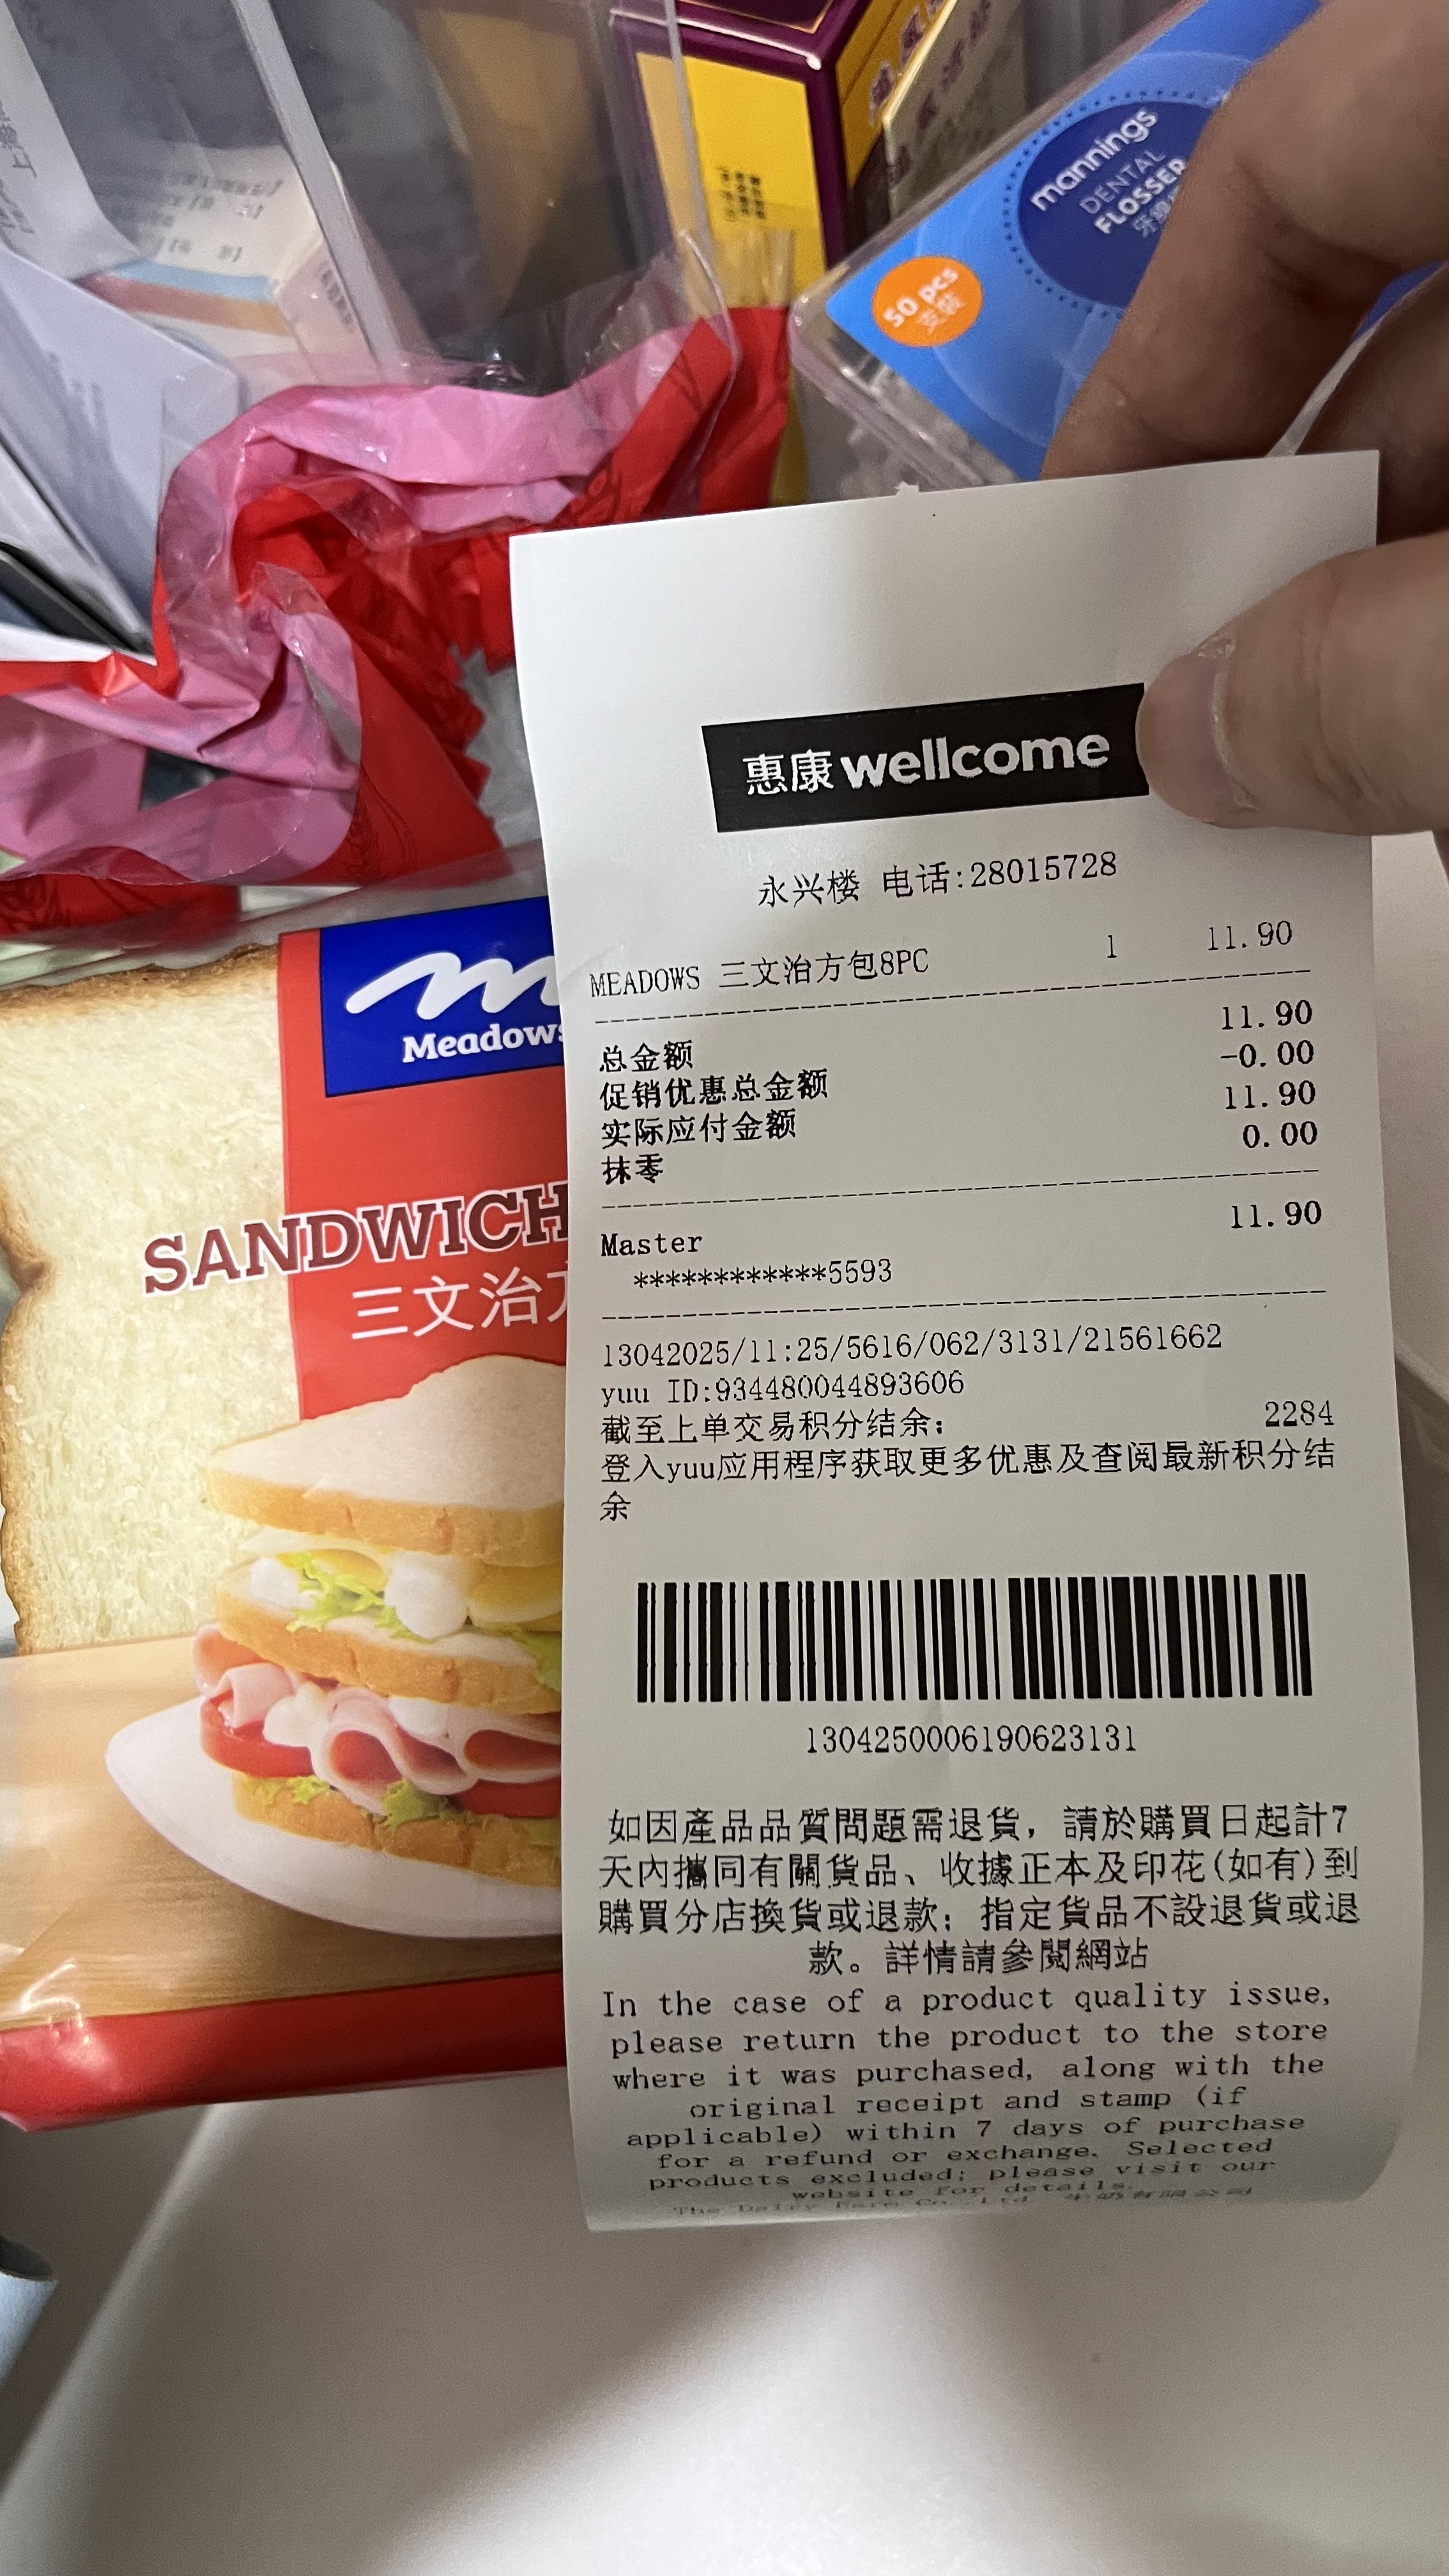 mannings
DENTAL
FLOSSER
50 pcs
支裝
惠康 wellcome
永兴楼 电话:28015728
MEADOWS 三文治方包8PC 1 11.90
总金额 11.90
促销优惠总金额 -0.00
实际应付金额 11.90
抹零 0.00
Master 11.90
************5593
13042025/11:25/5616/062/3131/21561662
yuu ID:934480044893606
截至上单交易积分结余: 2284
登入yuu应用程序获取更多优惠及查阅最新积分结
余
1304250006190623131
如因產品品質問題需退貨，請於購買日起計7
天內攜同有關貨品、收據正本及印花(如有)到
購買分店換貨或退款；指定貨品不設退貨或退
款。詳情請參閱網站
In the case of a product quality issue,
please return the product to the store
where it was purchased, along with the
original receipt and stamp (if
applicable) within 7 days of purchase
for a refund or exchange. Selected
products excluded; please visit our
website for details.
The Dairy Farm Co. Ltd 牛奶有限公司
Meadows
SANDWICH
三文治方